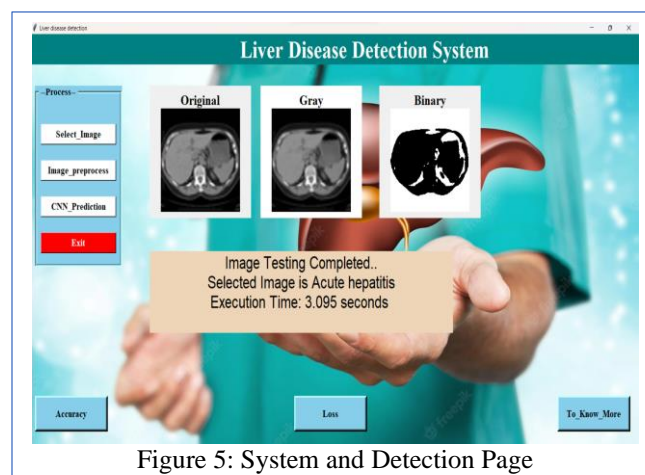 Liver disease detection
Liver Disease Detection System
--Process--
Select_Image
Image_preprocess
CNN_Prediction
Exit
Original
Gray
Binary
Image Testing Completed..
Selected Image is Acute hepatitis
Execution Time: 3.095 seconds
Accuracy
Loss
To_Know_More
freepik
Figure 5: System and Detection Page